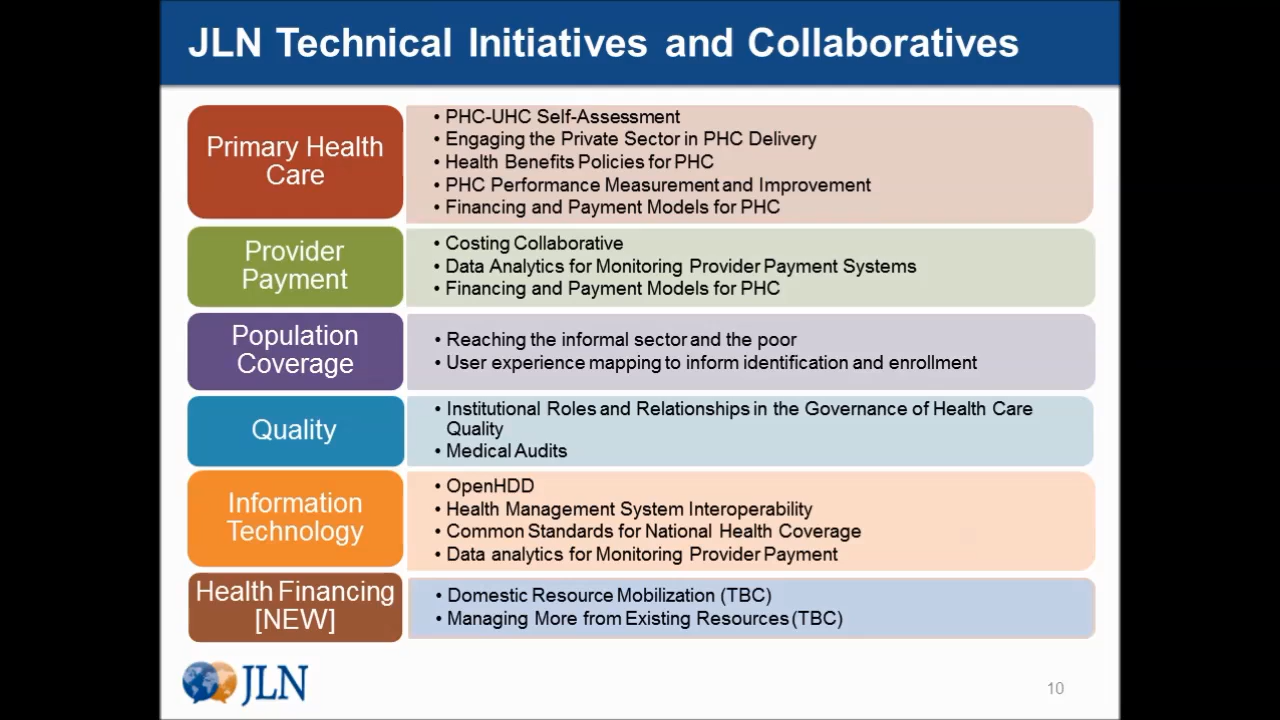 JLN Technical Initiatives and Collaboratives
Primary Health
Care
• PHC-UHC Self-Assessment
• Engaging the Private Sector in PHC Delivery
• Health Benefits Policies for PHC
• PHC Performance Measurement and Improvement
• Financing and Payment Models for PHC
Provider
Payment
• Costing Collaborative
• Data Analytics for Monitoring Provider Payment Systems
• Financing and Payment Models for PHC
Population
Coverage
• Reaching the informal sector and the poor
• User experience mapping to inform identification and enrollment
Quality
• Institutional Roles and Relationships in the Governance of Health Care
Quality
• Medical Audits
Information
Technology
• OpenHDD
• Health Management System Interoperability
• Common Standards for National Health Coverage
• Data analytics for Monitoring Provider Payment
Health Financing
[NEW]
• Domestic Resource Mobilization (TBC)
• Managing More from Existing Resources (TBC)
JLN
10